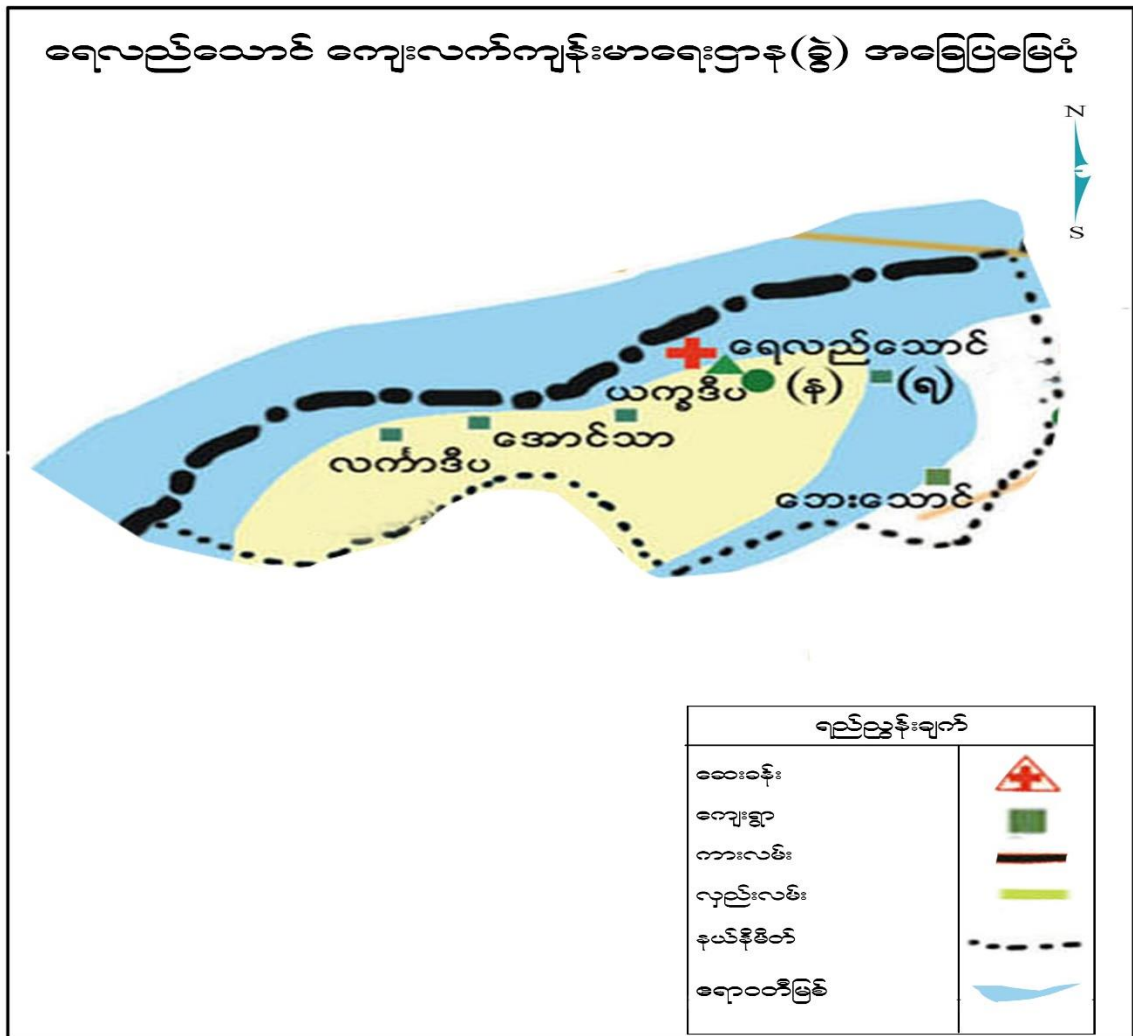 ရေလည်သောင် ကျေးလက်ကျန်းမာရေးဌာန(ခွဲ) အခြေပြမြေပုံ
N
S
ရေလည်သောင်
ယက္ခဒီပ (န) (ရ)
အောင်သာ
လင်္ကာဒီပ
ဘေးသောင်
ရည်ညွှန်းချက်
ဆေးခန်း
ကျေးရွာ
ကားလမ်း
လှည်းလမ်း
နယ်နိမိတ်
ဧရာဝတီမြစ်